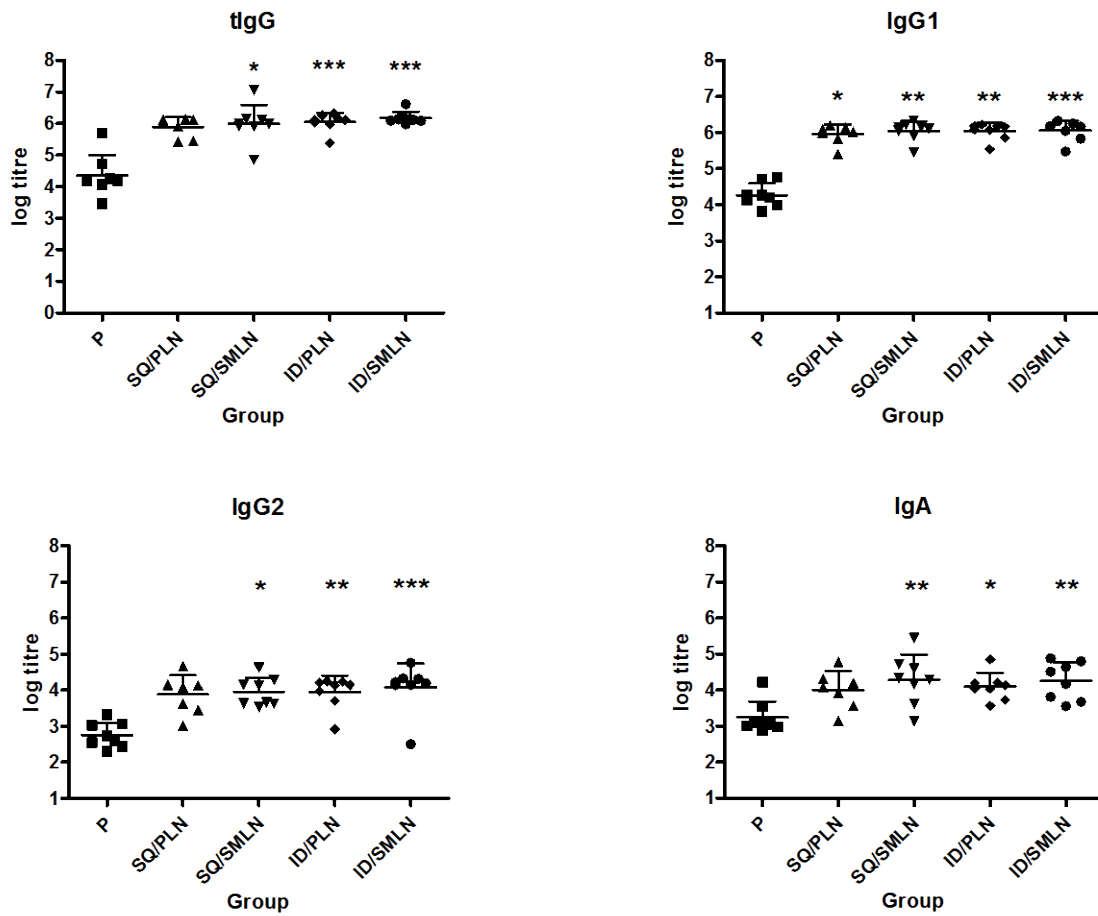 tIgG
8
7
6
5
4
3
2
1
0
log titre
* *** ***
P SQ/PLN SQ/SMLN ID/PLN ID/SMLN
Group
IgG1
8
7
6
5
4
3
2
1
log titre
* ** ** ***
P SQ/PLN SQ/SMLN ID/PLN ID/SMLN
Group
IgG2
8
7
6
5
4
3
2
1
log titre
* ** ***
P SQ/PLN SQ/SMLN ID/PLN ID/SMLN
Group
IgA
8
7
6
5
4
3
2
1
log titre
** * **
P SQ/PLN SQ/SMLN ID/PLN ID/SMLN
Group